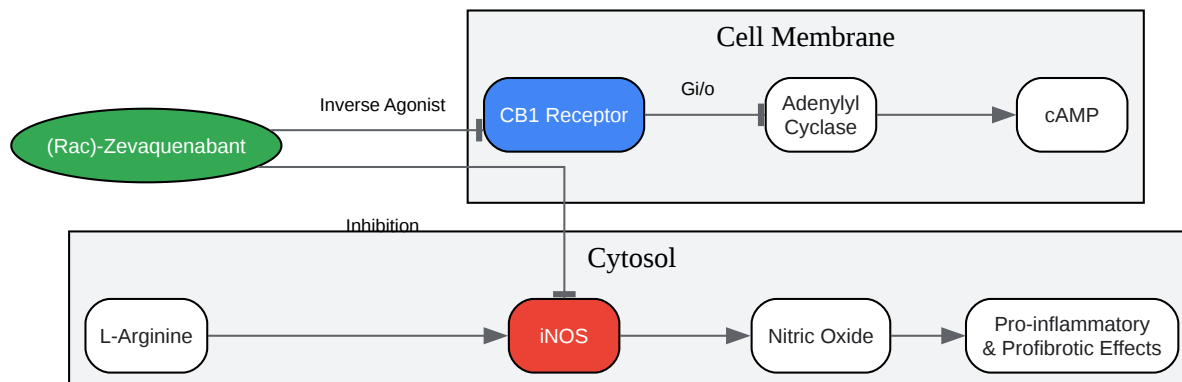 Cell Membrane
Inverse Agonist
CB1 Receptor
Gi/o
Adenylyl
Cyclase
cAMP
(Rac)-Zevaquenabant
Inhibition
Cytosol
L-Arginine
iNOS
Nitric Oxide
Pro-inflammatory
& Profibrotic Effects